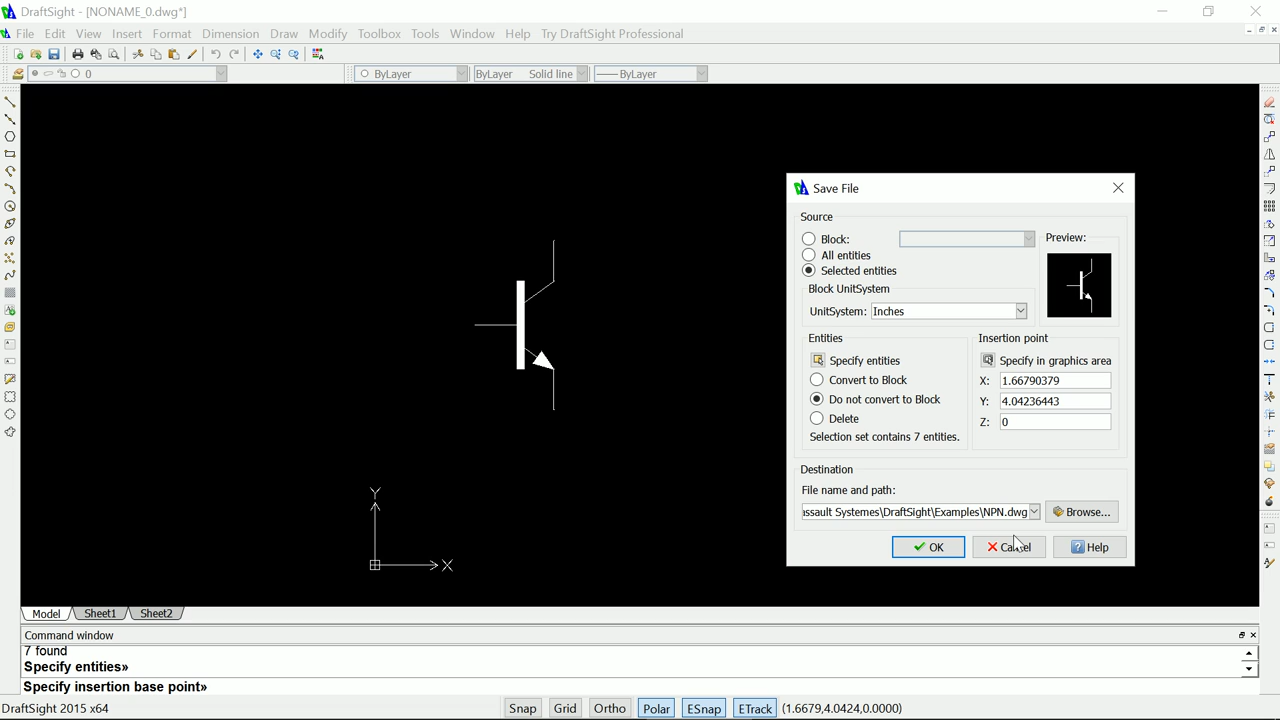 DraftSight - [NONAME_0.dwg*]
File Edit View Insert Format Dimension Draw Modify Toolbox Tools Window Help Try DraftSight Professional
0 ByLayer ByLayer Solid line ByLayer
Save File
Source
Block: Preview:
All entities
Selected entities
Block UnitSystem
UnitSystem: Inches
Entities Insertion point
Specify entities Specify in graphics area
Convert to Block X: 1.66790379
Do not convert to Block Y: 4.04236443
Delete Z: 0
Selection set contains 7 entities.
Destination
File name and path:
ıssault Systemes\DraftSight\Examples\NPN.dwg Browse...
OK Cancel Help
Y
X
Model Sheet1 Sheet2
Command window
7 found
Specify entities»
Specify insertion base point»
DraftSight 2015 x64 Snap Grid Ortho Polar ESnap ETrack (1.6679,4.0424,0.0000)